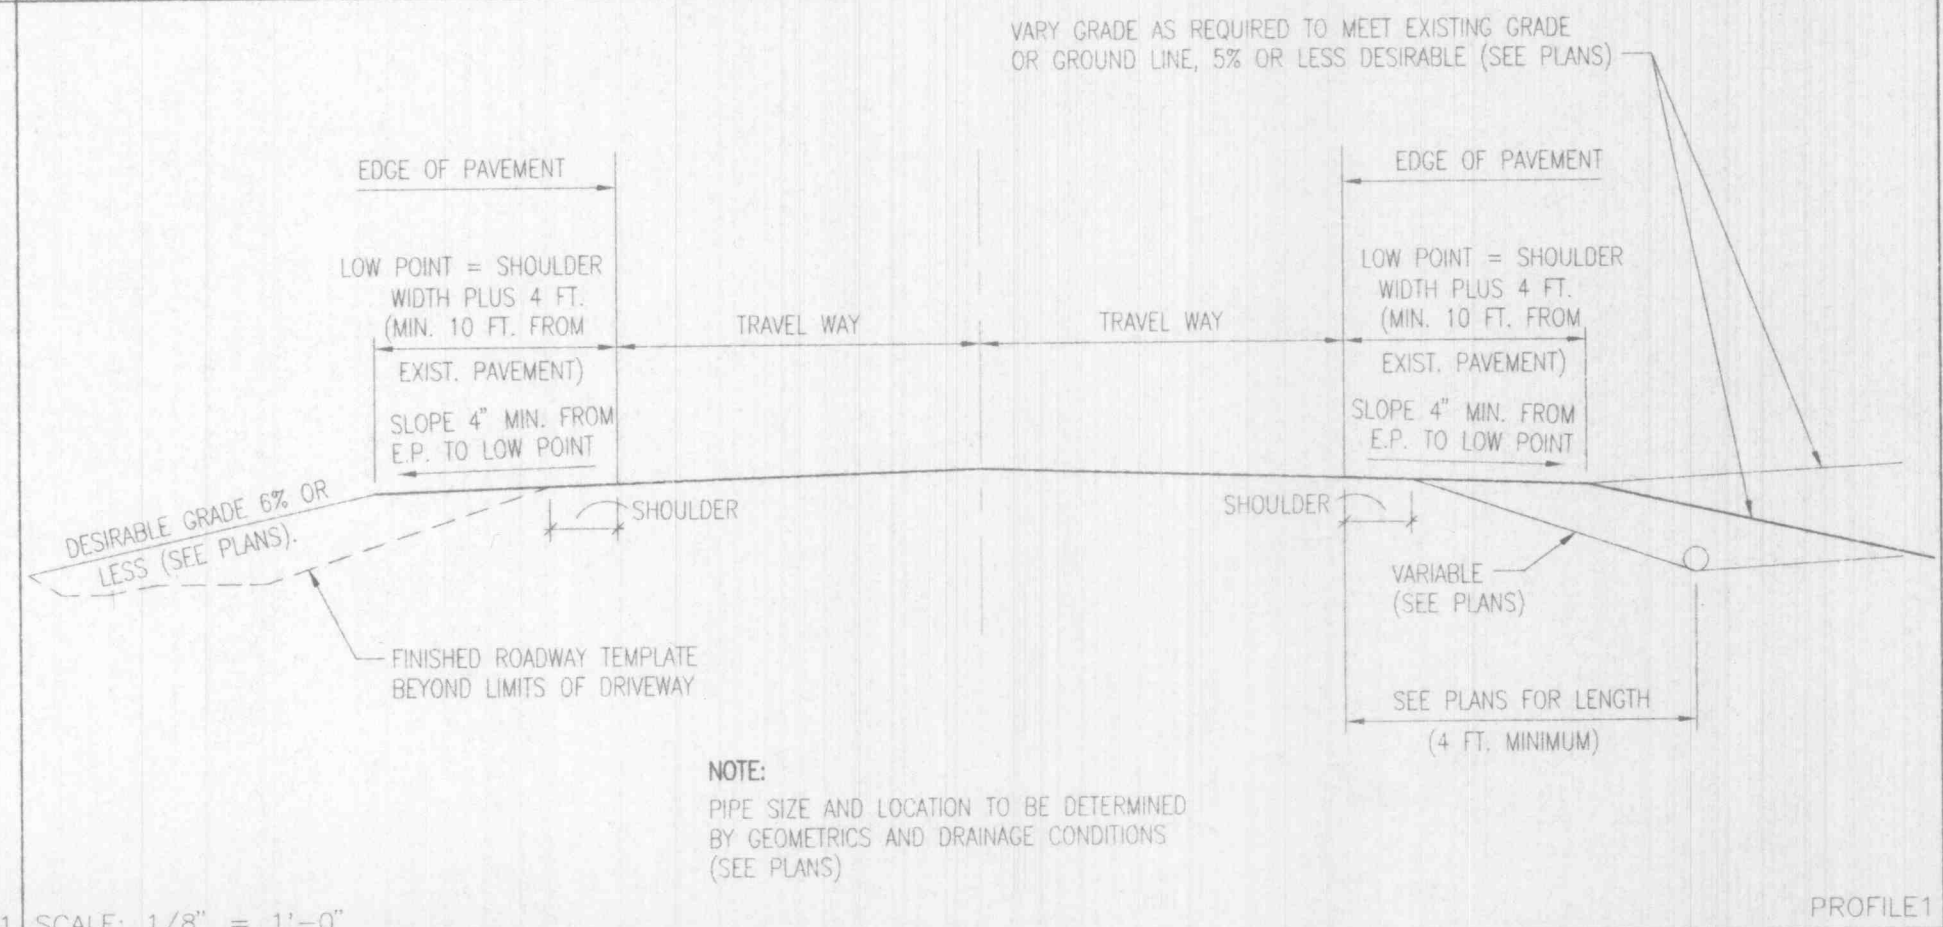 VARY GRADE AS REQUIRED TO MEET EXISTING GRADE
OR GROUND LINE, 5% OR LESS DESIRABLE (SEE PLANS)
EDGE OF PAVEMENT
EDGE OF PAVEMENT
LOW POINT = SHOULDER
WIDTH PLUS 4 FT.
(MIN. 10 FT. FROM
EXIST. PAVEMENT)
SLOPE 4" MIN. FROM
E.P. TO LOW POINT
TRAVEL WAY
TRAVEL WAY
LOW POINT = SHOULDER
WIDTH PLUS 4 FT.
(MIN. 10 FT. FROM
EXIST. PAVEMENT)
SLOPE 4" MIN. FROM
E.P. TO LOW POINT
DESIRABLE GRADE 6% OR
LESS (SEE PLANS).
SHOULDER
SHOULDER
VARIABLE
(SEE PLANS)
FINISHED ROADWAY TEMPLATE
BEYOND LIMITS OF DRIVEWAY
SEE PLANS FOR LENGTH
(4 FT. MINIMUM)
NOTE:
PIPE SIZE AND LOCATION TO BE DETERMINED
BY GEOMETRICS AND DRAINAGE CONDITIONS
(SEE PLANS)
PROFILE1
1 SCALE: 1/8" = 1'-0"